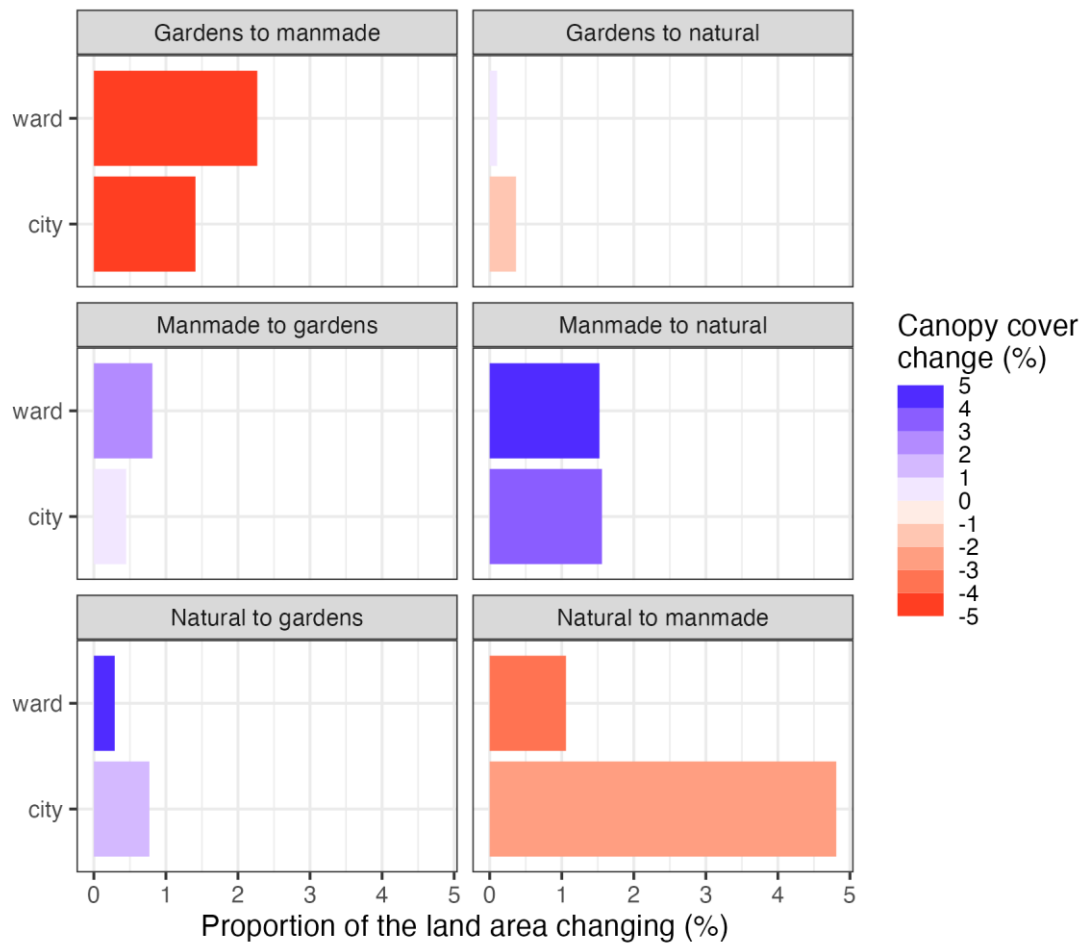 Gardens to manmade
Gardens to natural
ward
city
Manmade to gardens
Manmade to natural
ward
city
Natural to gardens
Natural to manmade
ward
city
0 1 2 3 4 5
0 1 2 3 4 5
Proportion of the land area changing (%)
Canopy cover
change (%)
5
4
3
2
1
0
-1
-2
-3
-4
-5